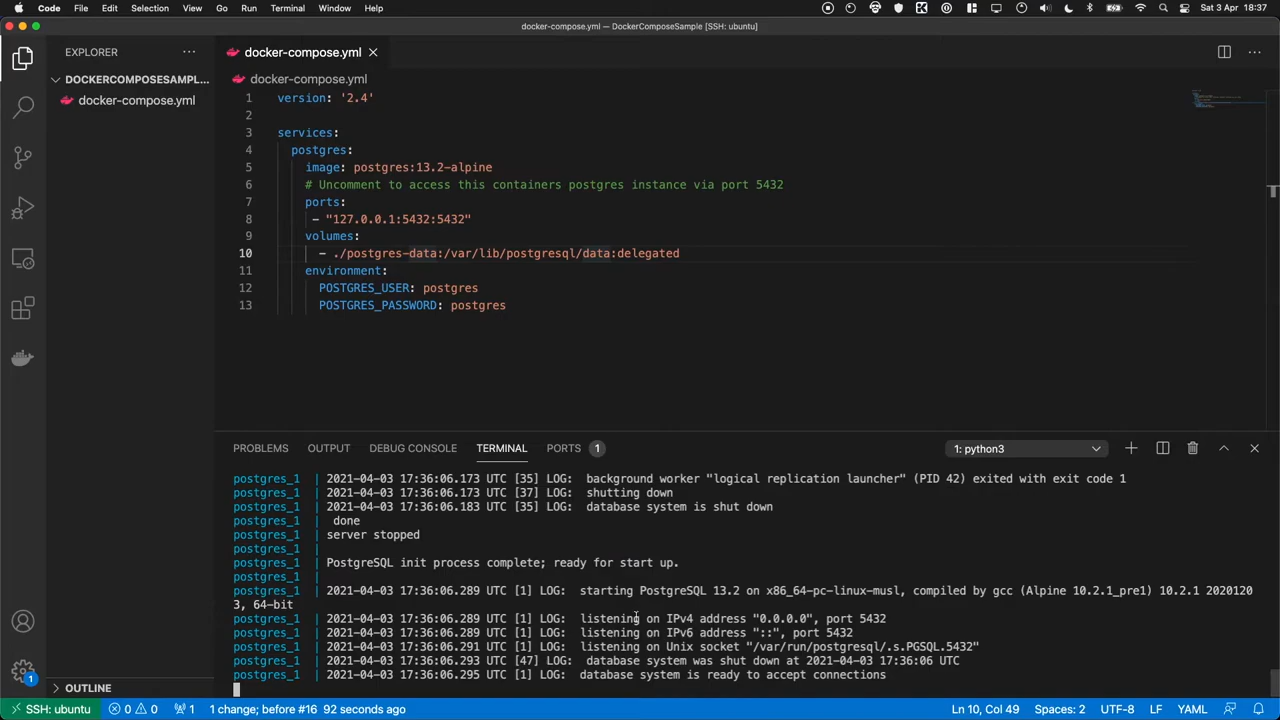 Code File Edit Selection View Go Run Terminal Window Help
Sat 3 Apr 18:37
docker-compose.yml — DockerComposeSample [SSH: ubuntu]
EXPLORER
DOCKERCOMPOSESAMPL...
docker-compose.yml
docker-compose.yml
docker-compose.yml
1 version: '2.4'
2
3 services:
4 postgres:
5 image: postgres:13.2-alpine
6 # Uncomment to access this containers postgres instance via port 5432
7 ports:
8 - "127.0.0.1:5432:5432"
9 volumes:
10 - ./postgres-data:/var/lib/postgresql/data:delegated
11 environment:
12 POSTGRES_USER: postgres
13 POSTGRES_PASSWORD: postgres
PROBLEMS OUTPUT DEBUG CONSOLE TERMINAL PORTS 1
1: python3
postgres_1 | 2021-04-03 17:36:06.173 UTC [35] LOG: background worker "logical replication launcher" (PID 42) exited with exit code 1
postgres_1 | 2021-04-03 17:36:06.173 UTC [37] LOG: shutting down
postgres_1 | 2021-04-03 17:36:06.183 UTC [35] LOG: database system is shut down
postgres_1 | done
postgres_1 | server stopped
postgres_1 |
postgres_1 | PostgreSQL init process complete; ready for start up.
postgres_1 |
postgres_1 | 2021-04-03 17:36:06.289 UTC [1] LOG: starting PostgreSQL 13.2 on x86_64-pc-linux-musl, compiled by gcc (Alpine 10.2.1_pre1) 10.2.1 2020120
3, 64-bit
postgres_1 | 2021-04-03 17:36:06.289 UTC [1] LOG: listening on IPv4 address "0.0.0.0", port 5432
postgres_1 | 2021-04-03 17:36:06.289 UTC [1] LOG: listening on IPv6 address "::", port 5432
postgres_1 | 2021-04-03 17:36:06.291 UTC [1] LOG: listening on Unix socket "/var/run/postgresql/.s.PGSQL.5432"
postgres_1 | 2021-04-03 17:36:06.293 UTC [47] LOG: database system was shut down at 2021-04-03 17:36:06 UTC
postgres_1 | 2021-04-03 17:36:06.295 UTC [1] LOG: database system is ready to accept connections
OUTLINE
1
SSH: ubuntu 0 0 1 1 change; before #16 92 seconds ago
Ln 10, Col 49 Spaces: 2 UTF-8 LF YAML